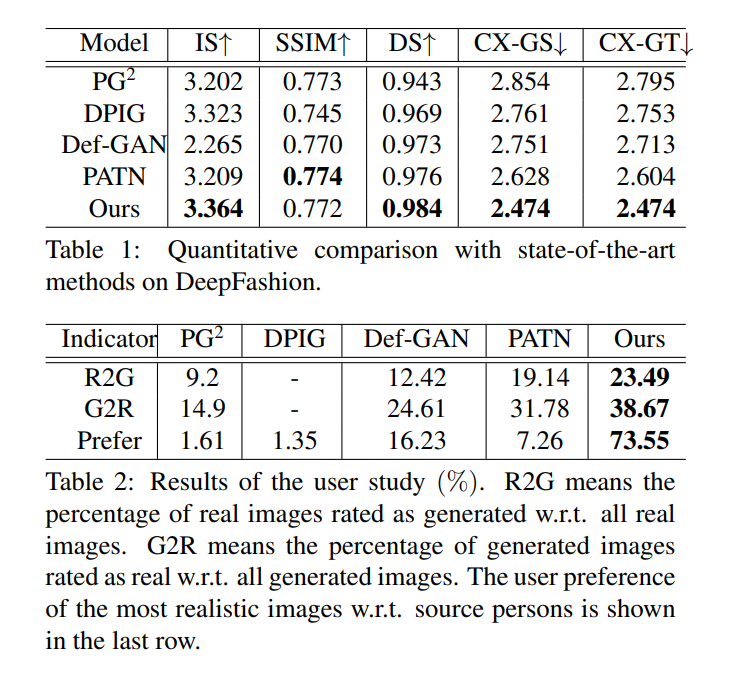 Model IS↑ SSIM↑ DS↑ CX-GS↓ CX-GT↓
PG² 3.202 0.773 0.943 2.854 2.795
DPIG 3.323 0.745 0.969 2.761 2.753
Def-GAN 2.265 0.770 0.973 2.751 2.713
PATN 3.209 0.774 0.976 2.628 2.604
Ours 3.364 0.772 0.984 2.474 2.474
Table 1: Quantitative comparison with state-of-the-art
methods on DeepFashion.
Indicator PG² DPIG Def-GAN PATN Ours
R2G 9.2 - 12.42 19.14 23.49
G2R 14.9 - 24.61 31.78 38.67
Prefer 1.61 1.35 16.23 7.26 73.55
Table 2: Results of the user study (%). R2G means the
percentage of real images rated as generated w.r.t. all real
images. G2R means the percentage of generated images
rated as real w.r.t. all generated images. The user preference
of the most realistic images w.r.t. source persons is shown
in the last row.